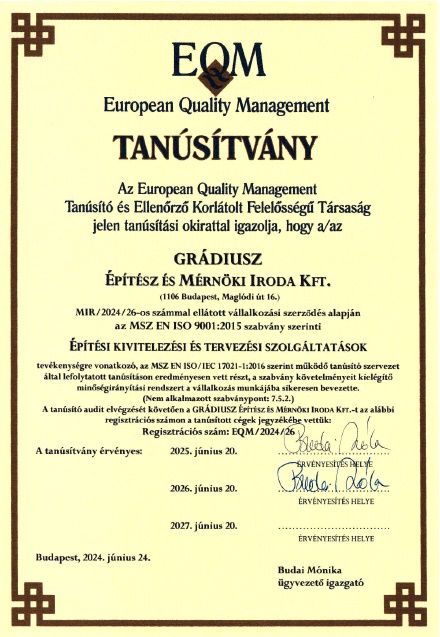 EQM
European Quality Management
TANÚSÍTVÁNY
Az European Quality Management
Tanúsító és Ellenőrző Korlátolt Felelősségű Társaság
jelen tanúsítási okirattal igazolja, hogy a/az
GRÁDIUSZ
ÉPÍTÉSZ ÉS MÉRNÖKI IRODA KFT.
(1106 Budapest, Maglódi út 16.)
MIR/2024/26-os számmal ellátott vállalkozási szerződés alapján
az MSZ EN ISO 9001:2015 szabvány szerinti
ÉPÍTÉSI KIVITELEZÉSI ÉS TERVEZÉSI SZOLGÁLTATÁSOK
tevékenységre vonatkozó, az MSZ EN ISO/IEC 17021-1:2016 szerint működő tanúsító szervezet
által lefolytatott tanúsításon eredményesen vett részt, a szabvány követelményeit kielégítő
minőségirányítási rendszert a vállalkozás munkájába sikeresen bevezette.
(Nem alkalmazott szabványpont: 7.5.2.)
A tanúsító audit elvégzését követően a GRÁDIUSZ ÉPÍTÉSZ ÉS MÉRNÖKI IRODA KFT.-t az alábbi
regisztrációs számon a tanúsított cégek jegyzékébe vettük:
Regisztrációs szám: EQM/2024/26
A tanúsítvány érvényes: 2025. június 20.
Budai Móka
ÉRVÉNYESÍTÉS HELYE
2026. június 20.
Budai Móka
ÉRVÉNYESÍTÉS HELYE
2027. június 20.
ÉRVÉNYESÍTÉS HELYE
Budapest, 2024. június 24.
Budai Mónika
ügyvezető igazgató